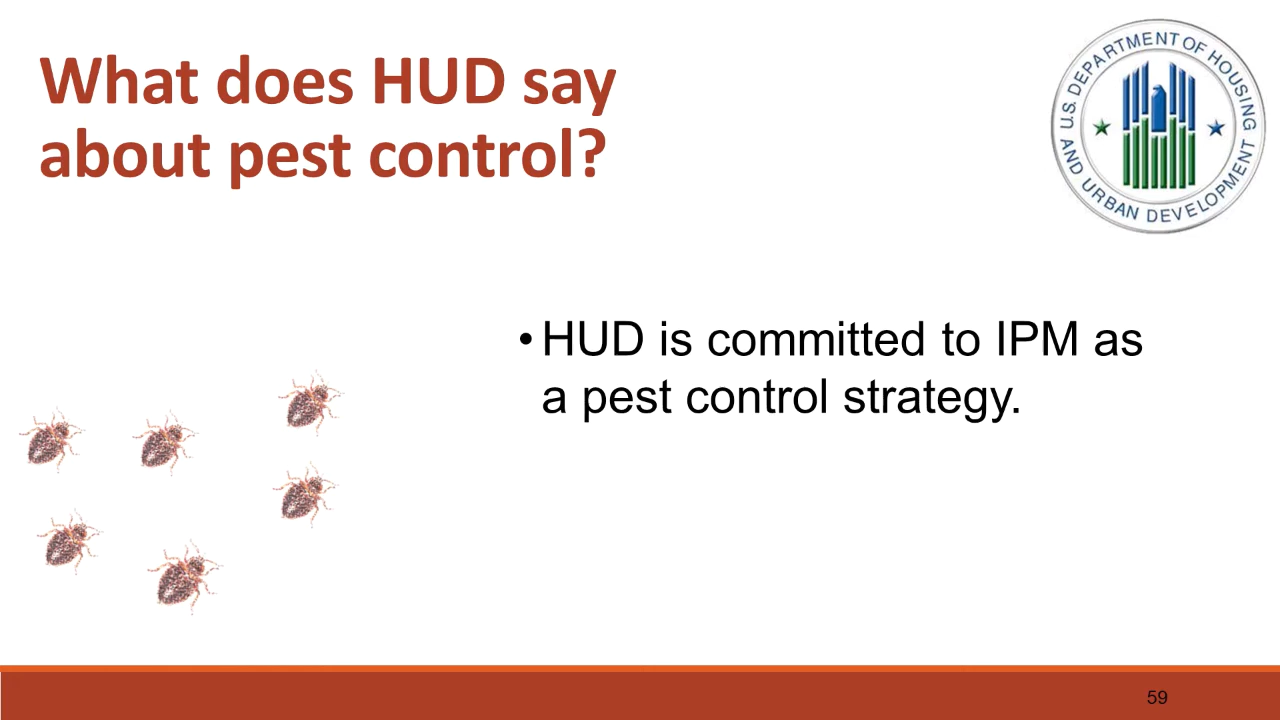 What does HUD say
about pest control?
U.S. DEPARTMENT OF HOUSING
AND URBAN DEVELOPMENT
• HUD is committed to IPM as
a pest control strategy.
59